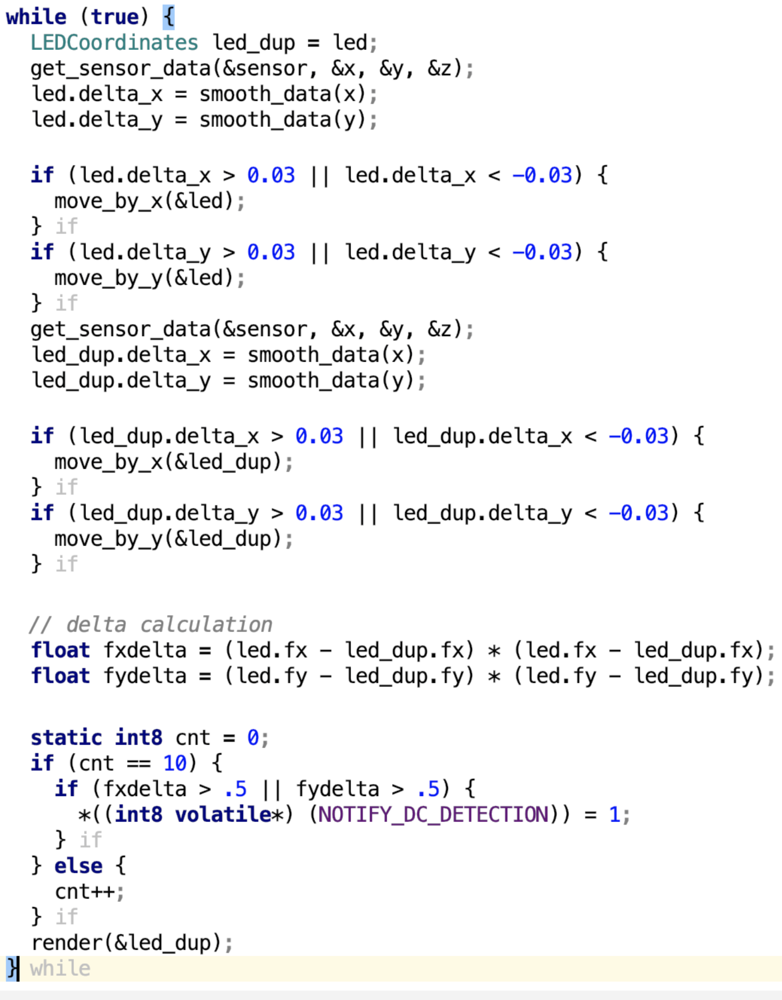 while (true) {
LEDCoordinates led_dup = led;
get_sensor_data(&sensor, &x, &y, &z);
led.delta_x = smooth_data(x);
led.delta_y = smooth_data(y);
if (led.delta_x > 0.03 || led.delta_x < -0.03) {
move_by_x(&led);
} if
if (led.delta_y > 0.03 || led.delta_y < -0.03) {
move_by_y(&led);
} if
get_sensor_data(&sensor, &x, &y, &z);
led_dup.delta_x = smooth_data(x);
led_dup.delta_y = smooth_data(y);
if (led_dup.delta_x > 0.03 || led_dup.delta_x < -0.03) {
move_by_x(&led_dup);
} if
if (led_dup.delta_y > 0.03 || led_dup.delta_y < -0.03) {
move_by_y(&led_dup);
} if
// delta calculation
float fxdelta = (led.fx - led_dup.fx) * (led.fx - led_dup.fx);
float fydelta = (led.fy - led_dup.fy) * (led.fy - led_dup.fy);
static int8 cnt = 0;
if (cnt == 10) {
if (fxdelta > .5 || fydelta > .5) {
*((int8 volatile*) (NOTIFY_DC_DETECTION)) = 1;
} if
} else {
cnt++;
} if
render(&led_dup);
} while